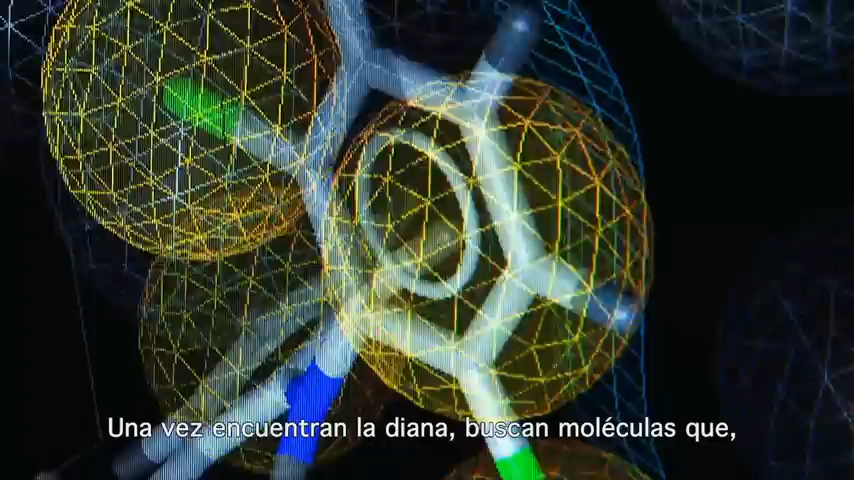 Una vez encuentran la diana, buscan moléculas que,